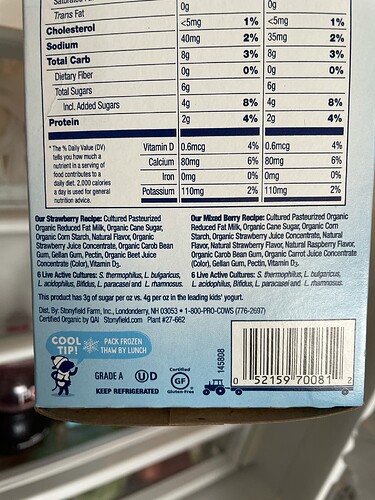 Saturated Fat
Trans Fat 0g 0g
Cholesterol <5mg 1% <5mg 1%
Sodium 40mg 2% 35mg 2%
Total Carb 8g 3% 8g 3%
Dietary Fiber 0g 0% 0g 0%
Total Sugars 6g 6g
Incl. Added Sugars 4g 8% 4g 8%
Protein 2g 4% 2g 4%
* The % Daily Value (DV)
tells you how much a
nutrient in a serving of
food contributes to a
daily diet. 2,000 calories
a day is used for general
nutrition advice.
Vitamin D 0.6mcg 4% 0.6mcg 4%
Calcium 80mg 6% 80mg 6%
Iron 0mg 0% 0mg 0%
Potassium 110mg 2% 110mg 2%
Our Strawberry Recipe: Cultured Pasteurized
Organic Reduced Fat Milk, Organic Cane Sugar,
Organic Corn Starch, Natural Flavor, Organic
Strawberry Juice Concentrate, Organic Carob Bean
Gum, Gellan Gum, Pectin, Organic Beet Juice
Concentrate (Color), Vitamin D₃.
6 Live Active Cultures: S. thermophilus, L. bulgaricus,
L. acidophilus, Bifidus, L. paracasei and L. rhamnosus.
Our Mixed Berry Recipe: Cultured Pasteurized Organic
Reduced Fat Milk, Organic Cane Sugar, Organic Corn
Starch, Organic Strawberry Juice Concentrate, Natural
Flavor, Natural Strawberry Flavor, Natural Raspberry Flavor,
Organic Carob Bean Gum, Organic Carrot Juice Concentrate
(Color), Gellan Gum, Pectin, Vitamin D₃.
6 Live Active Cultures: S. thermophilus, L. bulgaricus,
L. acidophilus, Bifidus, L. paracasei and L. rhamnosus.
This product has 3g of sugar per oz vs. 4g per oz in the leading kids' yogurt.
Dist. By: Stonyfield Farm, Inc., Londonderry, NH 03053 • 1-800-PRO-COWS (776-2697)
Certified Organic by QAI Stonyfield.com Plant #27-662
COOL
TIP!
PACK FROZEN
THAW BY LUNCH
GRADE A
U D
KEEP REFRIGERATED
Certified
GF
Gluten-Free
145808
0 52159 70081 2